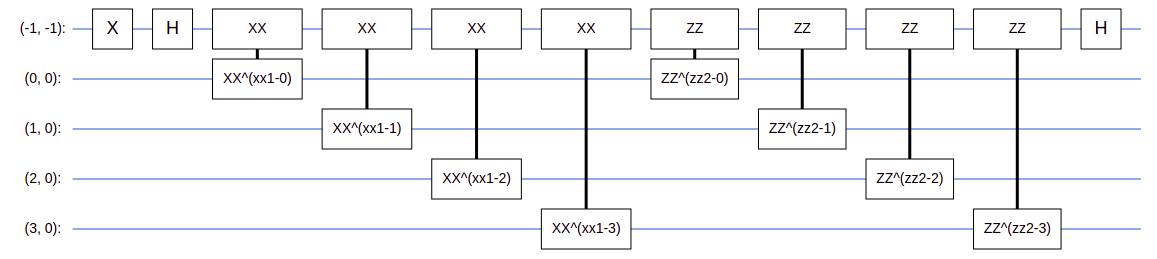 (-1, -1): X H XX XX XX XX ZZ ZZ ZZ ZZ H
(0, 0): XX^(xx1-0) ZZ^(zz2-0)
(1, 0): XX^(xx1-1) ZZ^(zz2-1)
(2, 0): XX^(xx1-2) ZZ^(zz2-2)
(3, 0): XX^(xx1-3) ZZ^(zz2-3)